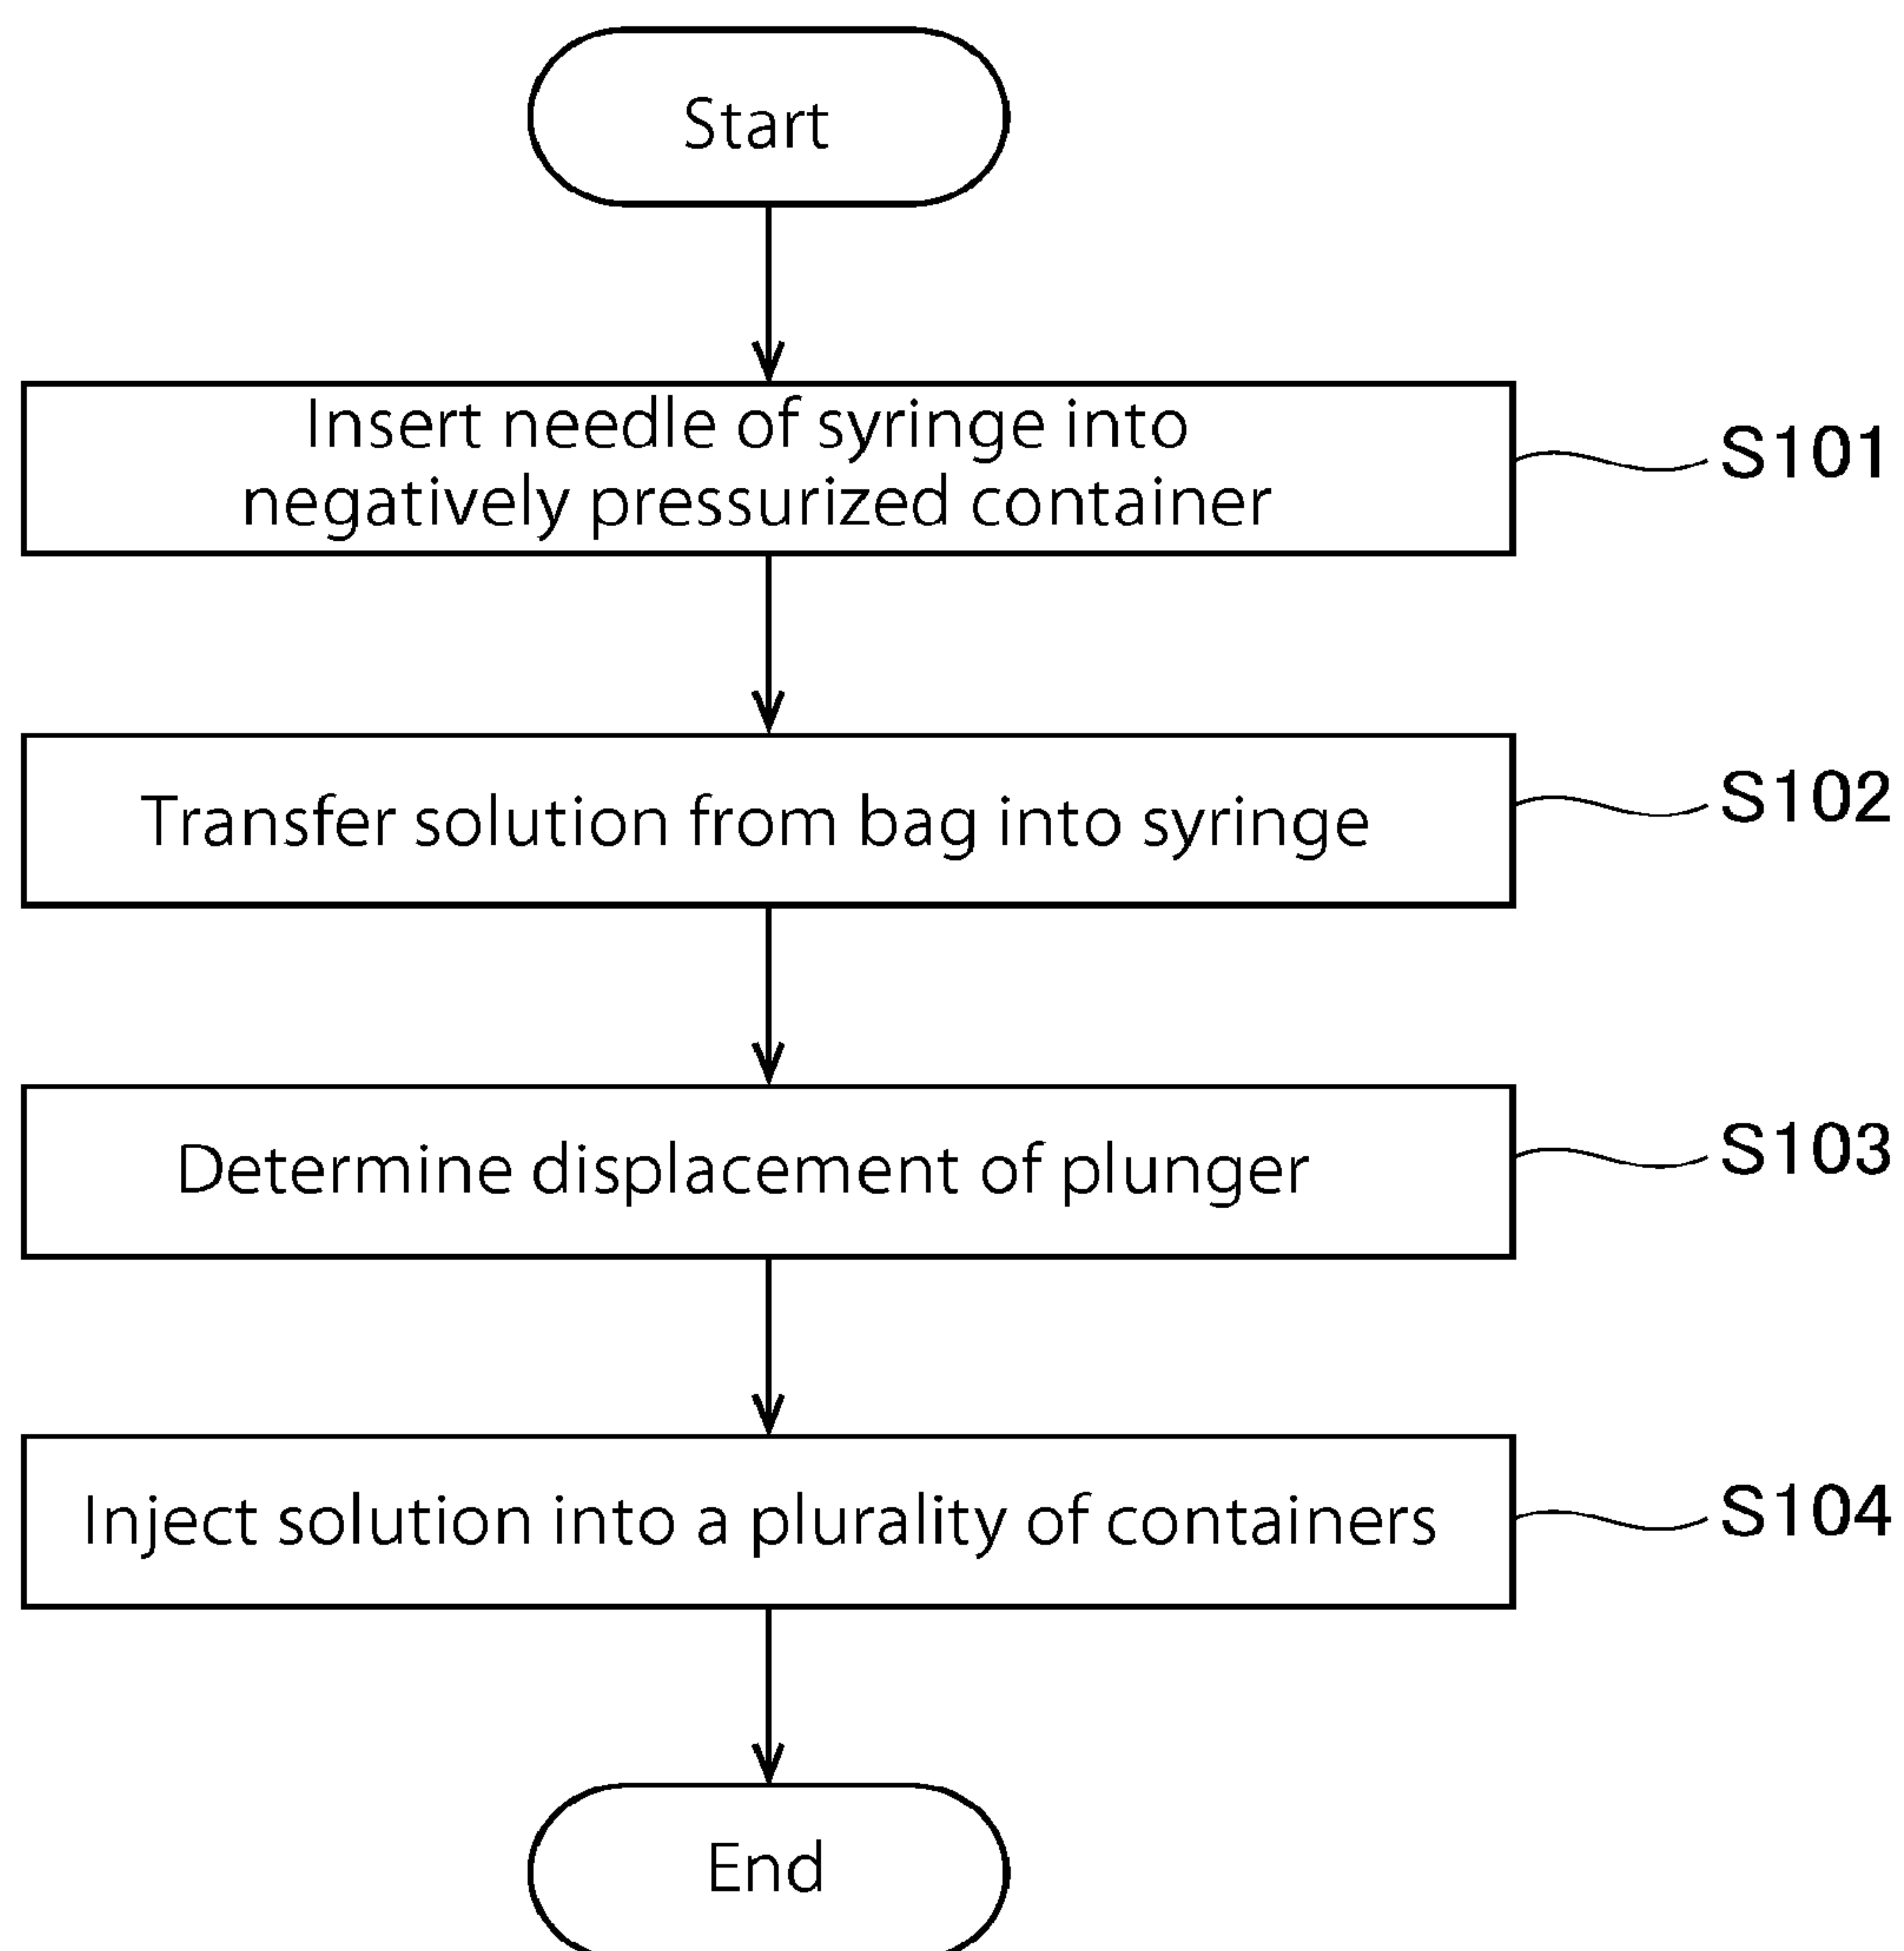 Start
Insert needle of syringe into
negatively pressurized container
S101
Transfer solution from bag into syringe
S102
Determine displacement of plunger
S103
Inject solution into a plurality of containers
S104
End